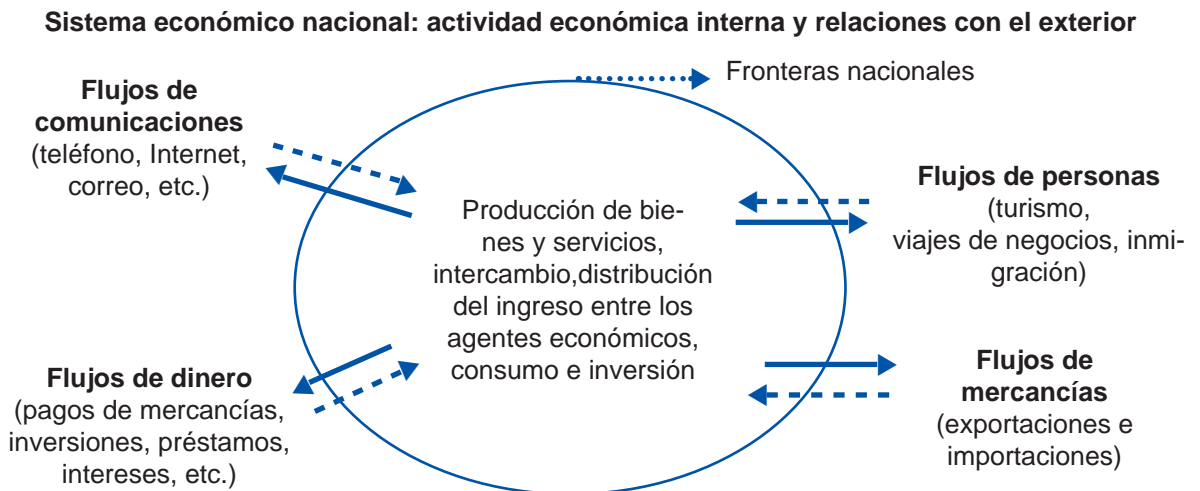 Sistema económico nacional: actividad económica interna y relaciones con el exterior
Fronteras nacionales
Flujos de
comunicaciones
(teléfono, Internet,
correo, etc.)
Flujos de personas
(turismo,
viajes de negocios, inmi-
gración)
Producción de bie-
nes y servicios,
intercambio,distribución
del ingreso entre los
agentes económicos,
consumo e inversión
Flujos de dinero
(pagos de mercancías,
inversiones, préstamos,
intereses, etc.)
Flujos de
mercancías
(exportaciones e
importaciones)